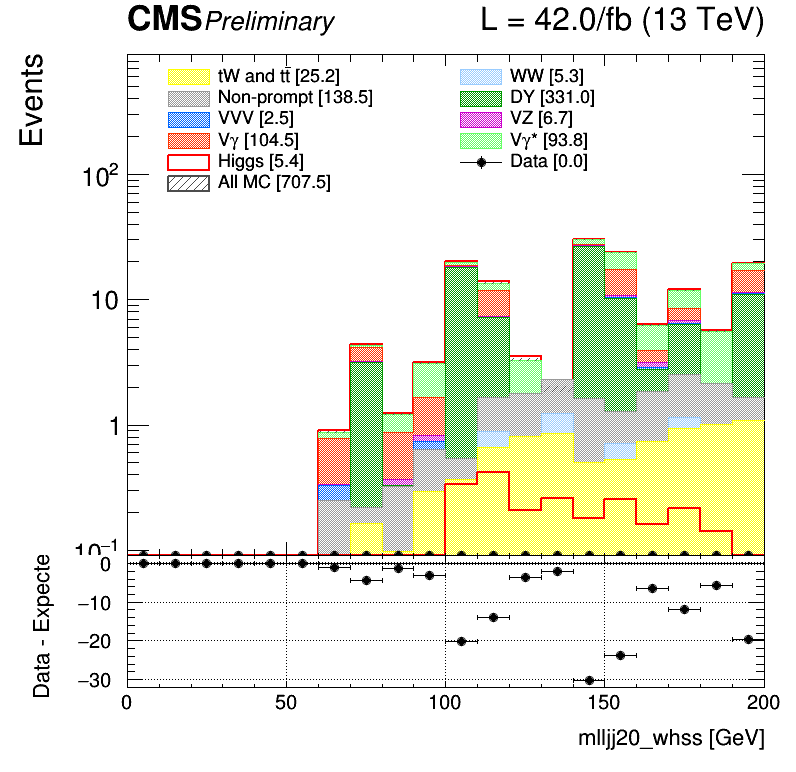 CMS Preliminary L = 42.0/fb (13 TeV)
Events
tW and tt̄ [25.2] WW [5.3]
Non-prompt [138.5] DY [331.0]
VVV [2.5] VZ [6.7]
Vγ [104.5] Vγ* [93.8]
Higgs [5.4] Data [0.0]
All MC [707.5]
10²
10
1
10⁻¹
Data - Expecte
0
−10
−20
−30
0 50 100 150 200
mlljj20_whss [GeV]